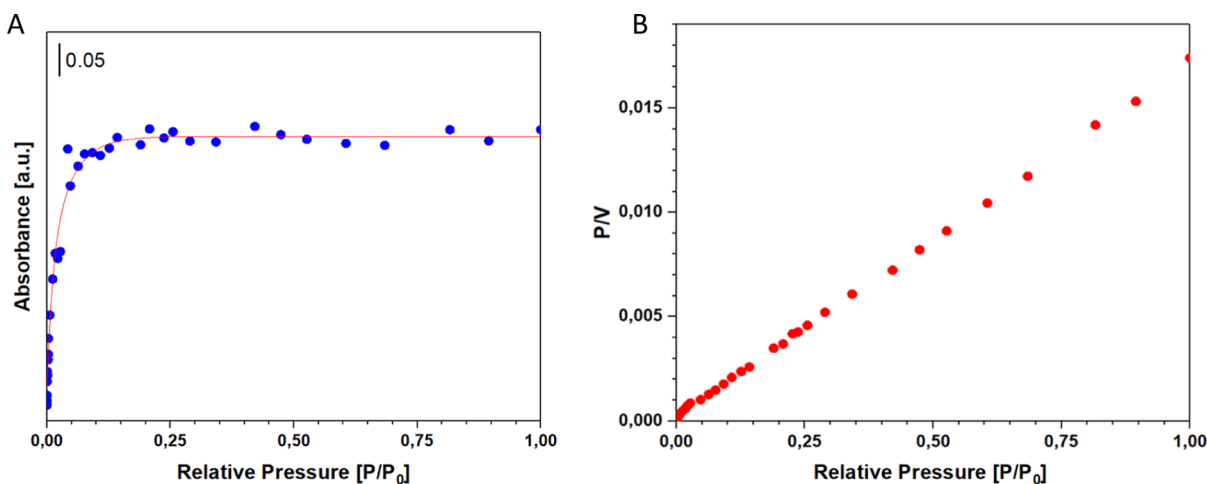 A
0.05
Absorbance [a.u.]
0,00
0,25
0,50
0,75
1,00
Relative Pressure [P/P0]
B
P/V
0,015
0,010
0,005
0,000
0,00
0,25
0,50
0,75
1,00
Relative Pressure [P/P0]